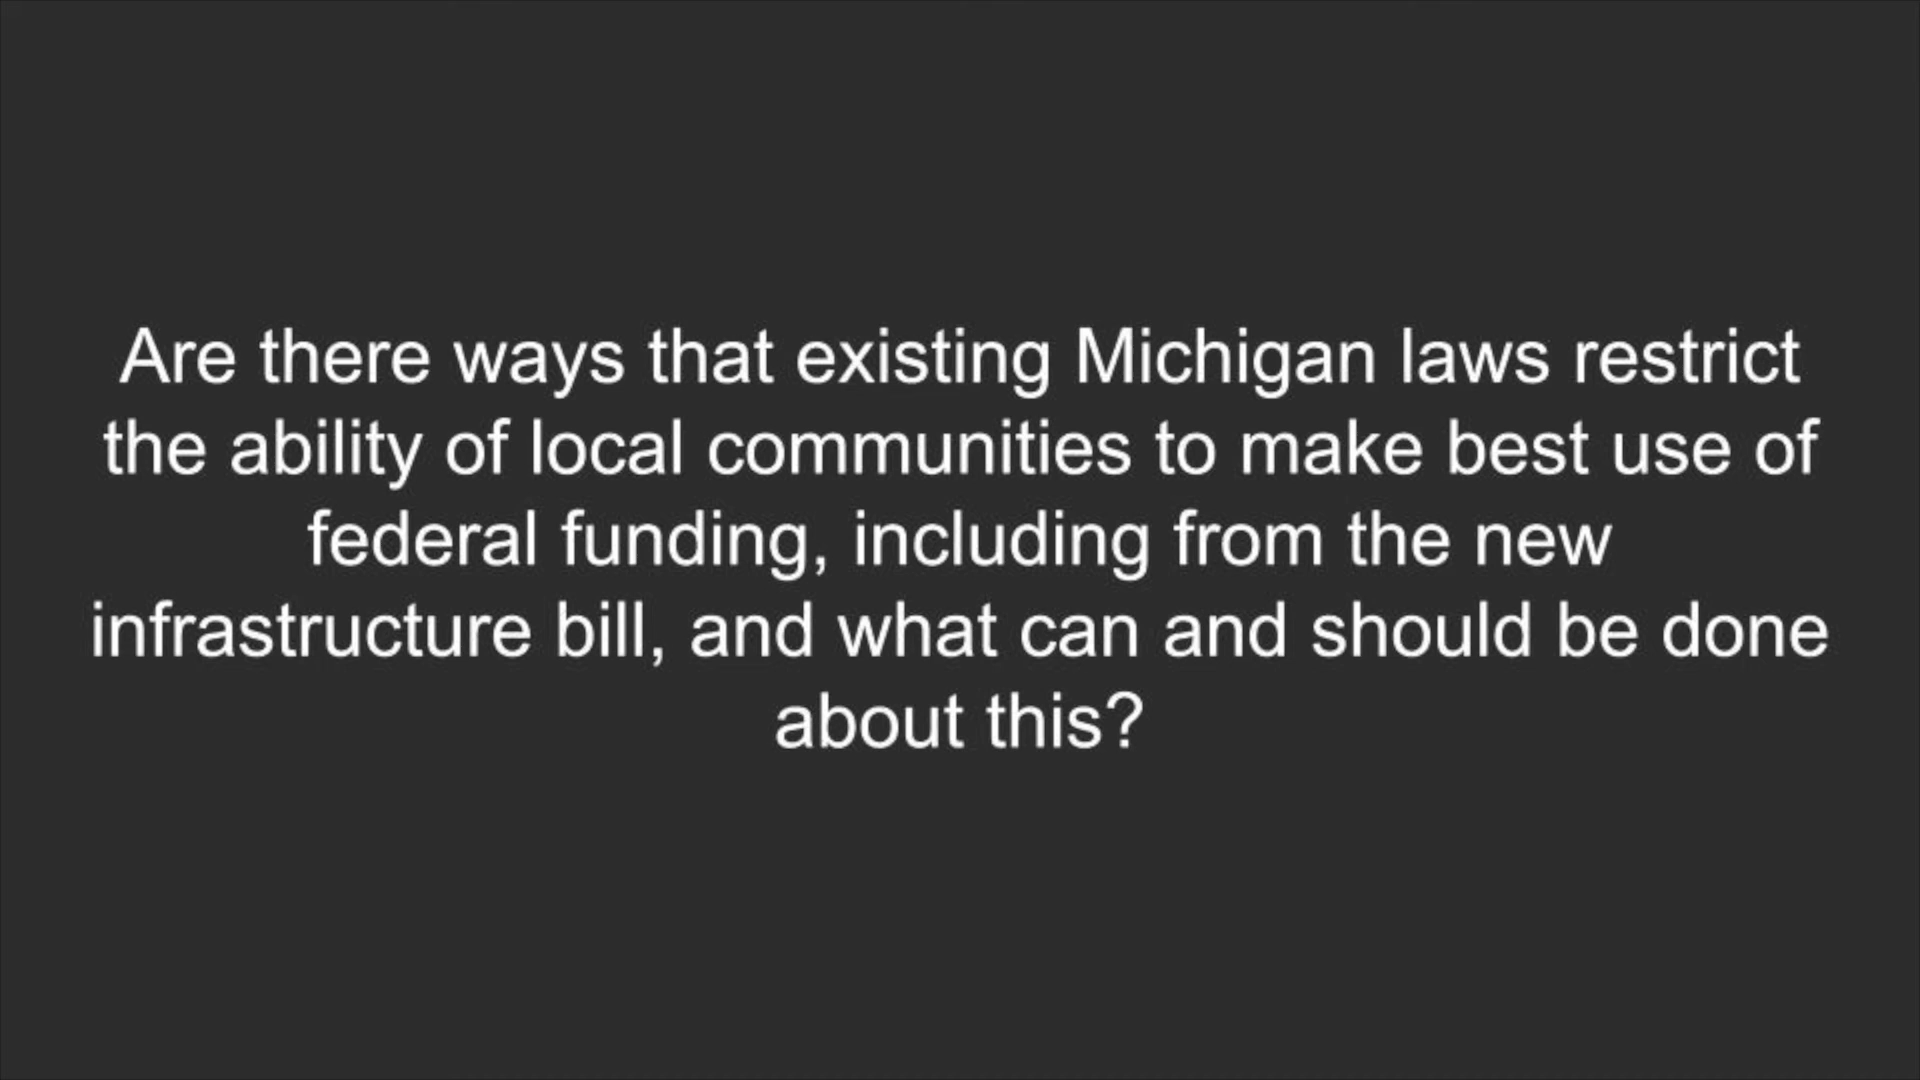 Are there ways that existing Michigan laws restrict
the ability of local communities to make best use of
federal funding, including from the new
infrastructure bill, and what can and should be done
about this?